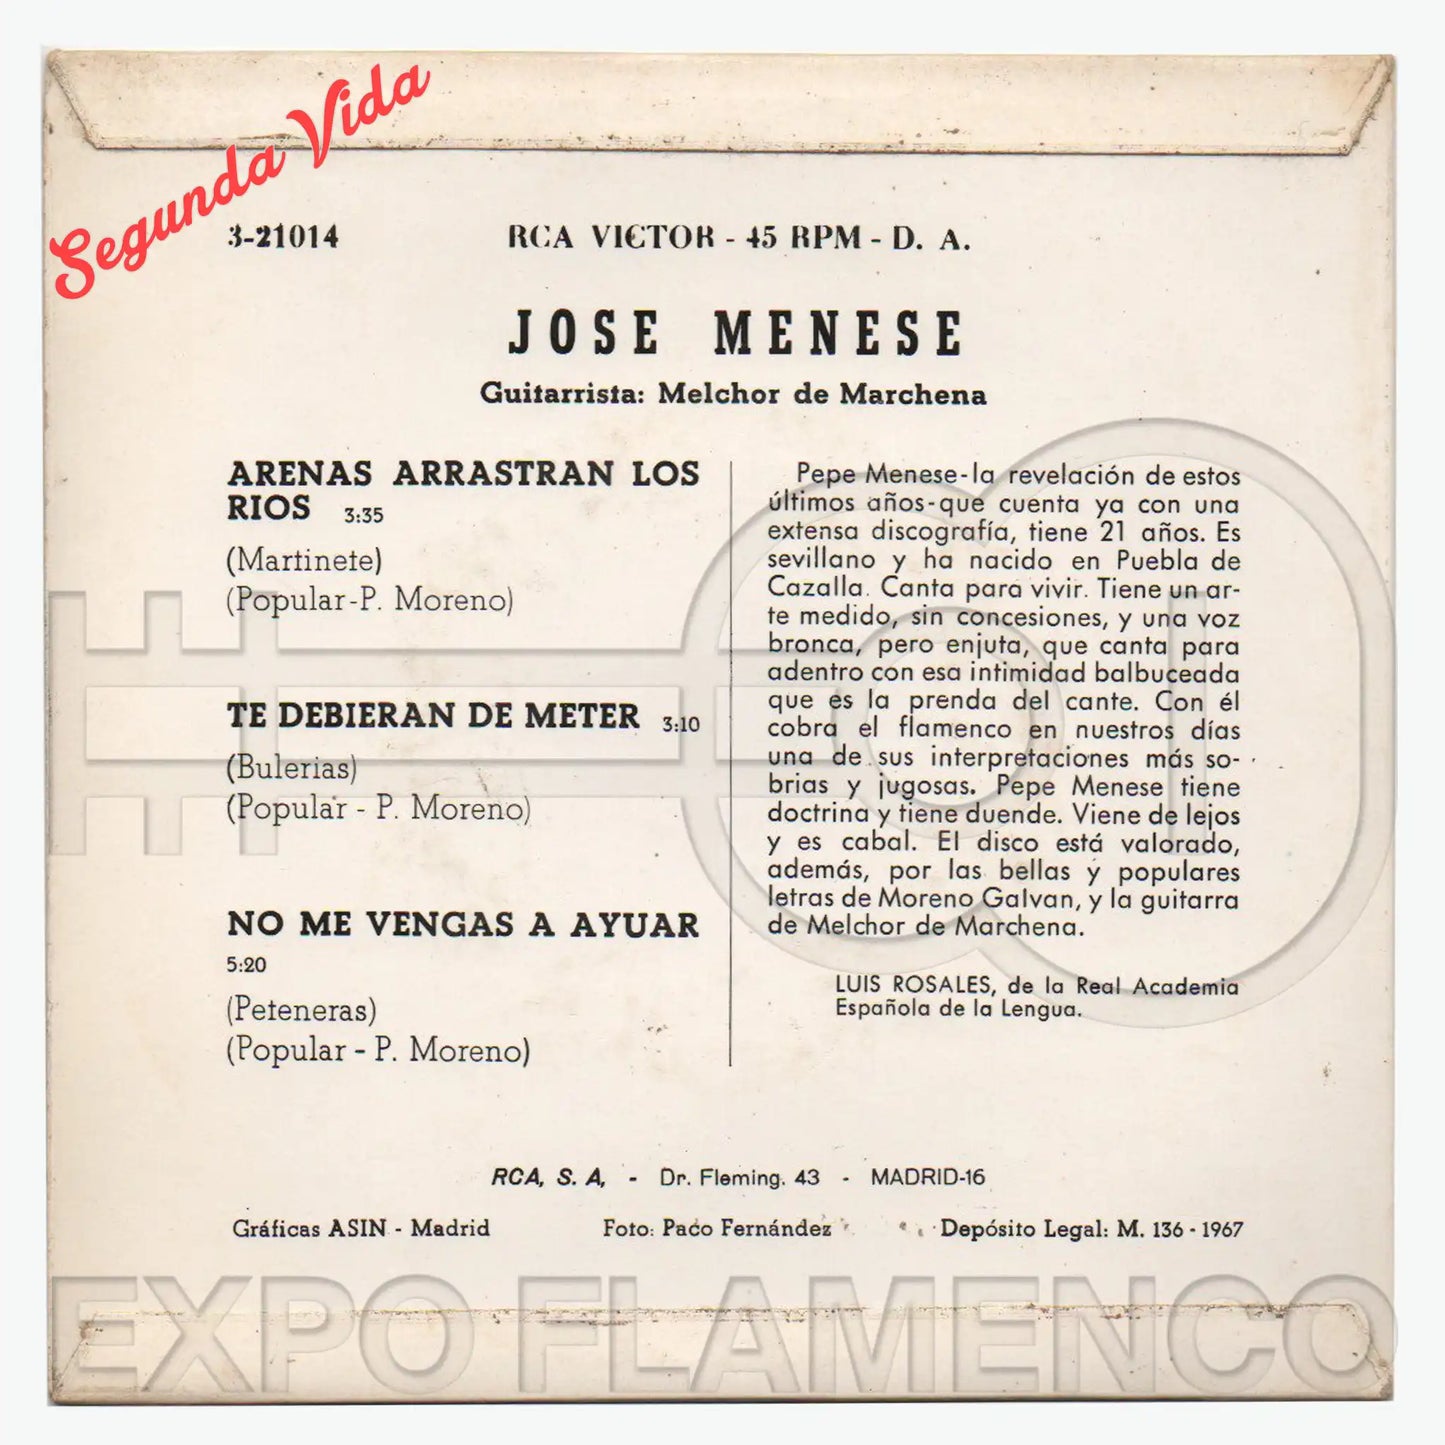 Segunda Vida
3-21014
RCA VICTOR - 45 RPM - D. A.
JOSE MENESE
Guitarrista: Melchor de Marchena
ARENAS ARRASTRAN LOS
RIOS 3:35
(Martinete)
(Popular-P. Moreno)
TE DEBIERAN DE METER 3:10
(Bulerias)
(Popular - P. Moreno)
NO ME VENGAS A AYUAR
5:20
(Peteneras)
(Popular - P. Moreno)
Pepe Menese-la revelación de estos
últimos años-que cuenta ya con una
extensa discografía, tiene 21 años. Es
sevillano y ha nacido en Puebla de
Cazalla. Canta para vivir. Tiene un ar-
te medido, sin concesiones, y una voz
bronca, pero enjuta, que canta para
adentro con esa intimidad balbuceada
que es la prenda del cante. Con él
cobra el flamenco en nuestros días
una de sus interpretaciones más so-
brias y jugosas. Pepe Menese tiene
doctrina y tiene duende. Viene de lejos
y es cabal. El disco está valorado,
además, por las bellas y populares
letras de Moreno Galvan, y la guitarra
de Melchor de Marchena.
LUIS ROSALES, de la Real Academia
Española de la Lengua.
RCA, S. A, - Dr. Fleming. 43 - MADRID-16
Gráficas ASIN - Madrid
Foto: Paco Fernández
Depósito Legal: M. 136 - 1967
EXPO FLAMENCO